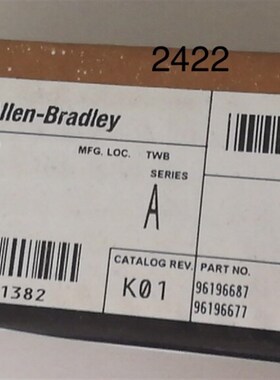 2422
llen-Bradley
MFG. LOC. TWB
SERIES
A
CATALOG REV.
K01
PART NO.
96196687
96196677
1382